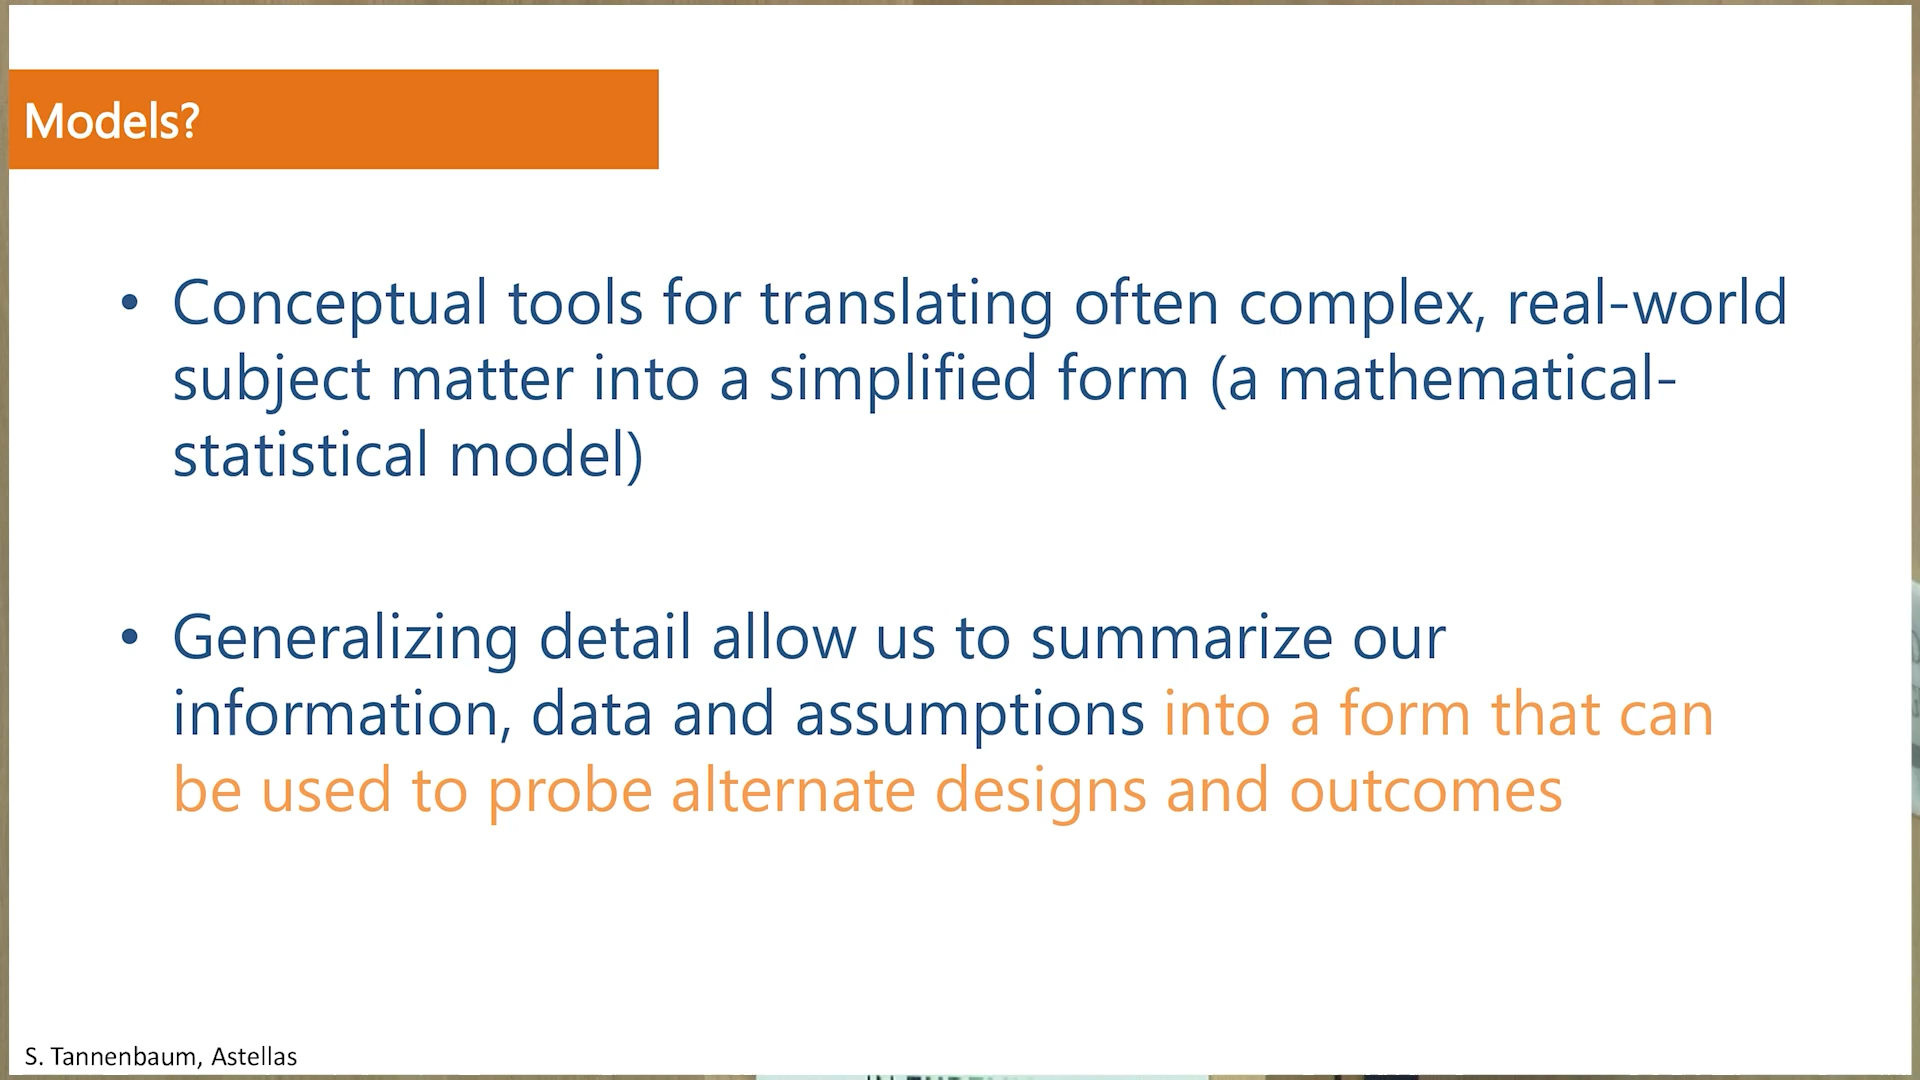 Models?
• Conceptual tools for translating often complex, real-world
subject matter into a simplified form (a mathematical-
statistical model)
• Generalizing detail allow us to summarize our
information, data and assumptions into a form that can
be used to probe alternate designs and outcomes
S. Tannenbaum, Astellas